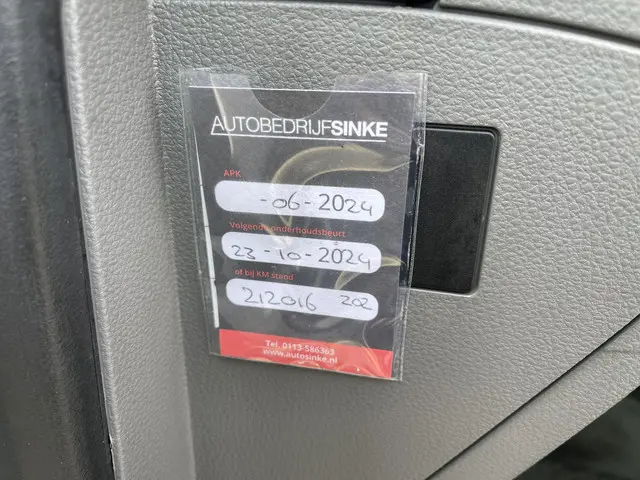 AUTOBEDRIJFSINKE
APK
-06-2024
Volgende onderhoudsbeurt
23-10-2024
of bij KM stand
212016 202
Tel. 0113-586363
www.autosinke.nl